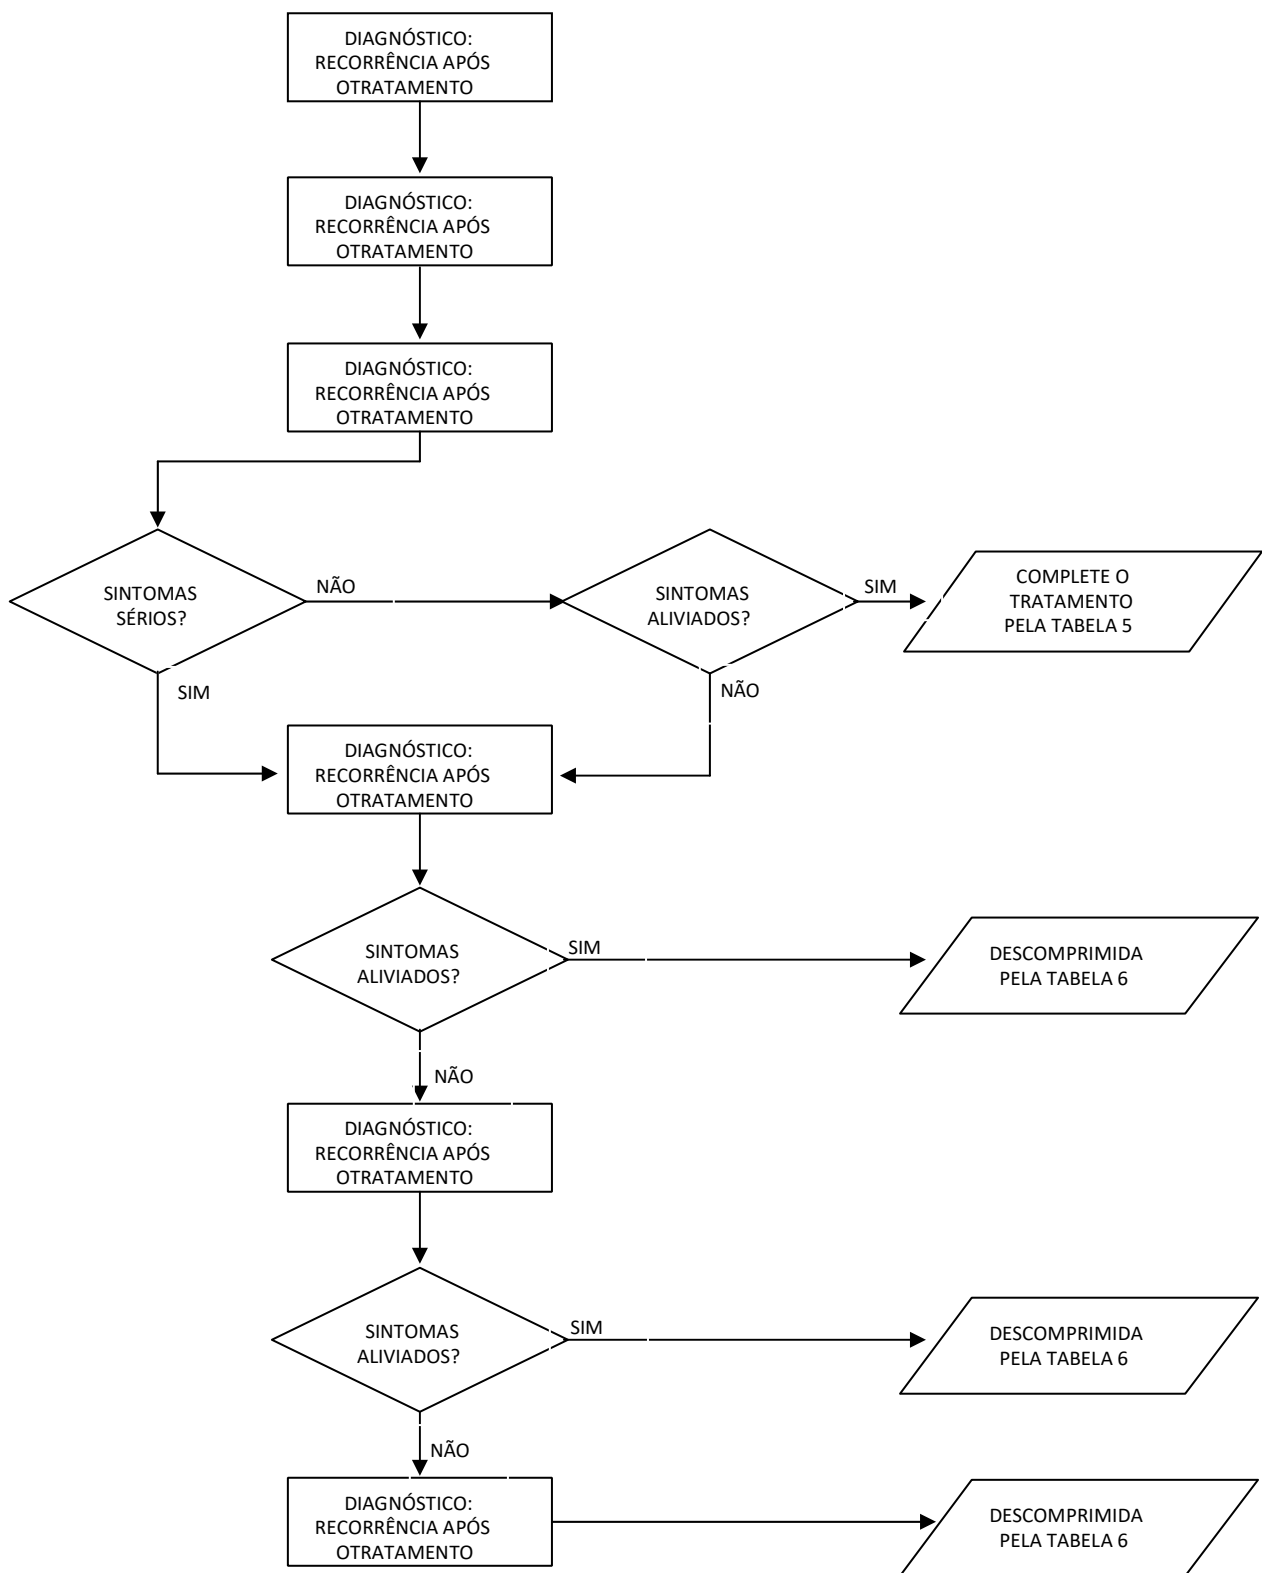 DIAGNÓSTICO:
RECORRÊNCIA APÓS
OTRATAMENTO
DIAGNÓSTICO:
RECORRÊNCIA APÓS
OTRATAMENTO
DIAGNÓSTICO:
RECORRÊNCIA APÓS
OTRATAMENTO
SINTOMAS
SÉRIOS?
NÃO
SINTOMAS
ALIVIADOS?
SIM
COMPLETE O
TRATAMENTO
PELA TABELA 5
SIM
NÃO
DIAGNÓSTICO:
RECORRÊNCIA APÓS
OTRATAMENTO
SINTOMAS
ALIVIADOS?
SIM
DESCOMPRIMIDA
PELA TABELA 6
NÃO
DIAGNÓSTICO:
RECORRÊNCIA APÓS
OTRATAMENTO
SINTOMAS
ALIVIADOS?
SIM
DESCOMPRIMIDA
PELA TABELA 6
NÃO
DIAGNÓSTICO:
RECORRÊNCIA APÓS
OTRATAMENTO
DESCOMPRIMIDA
PELA TABELA 6